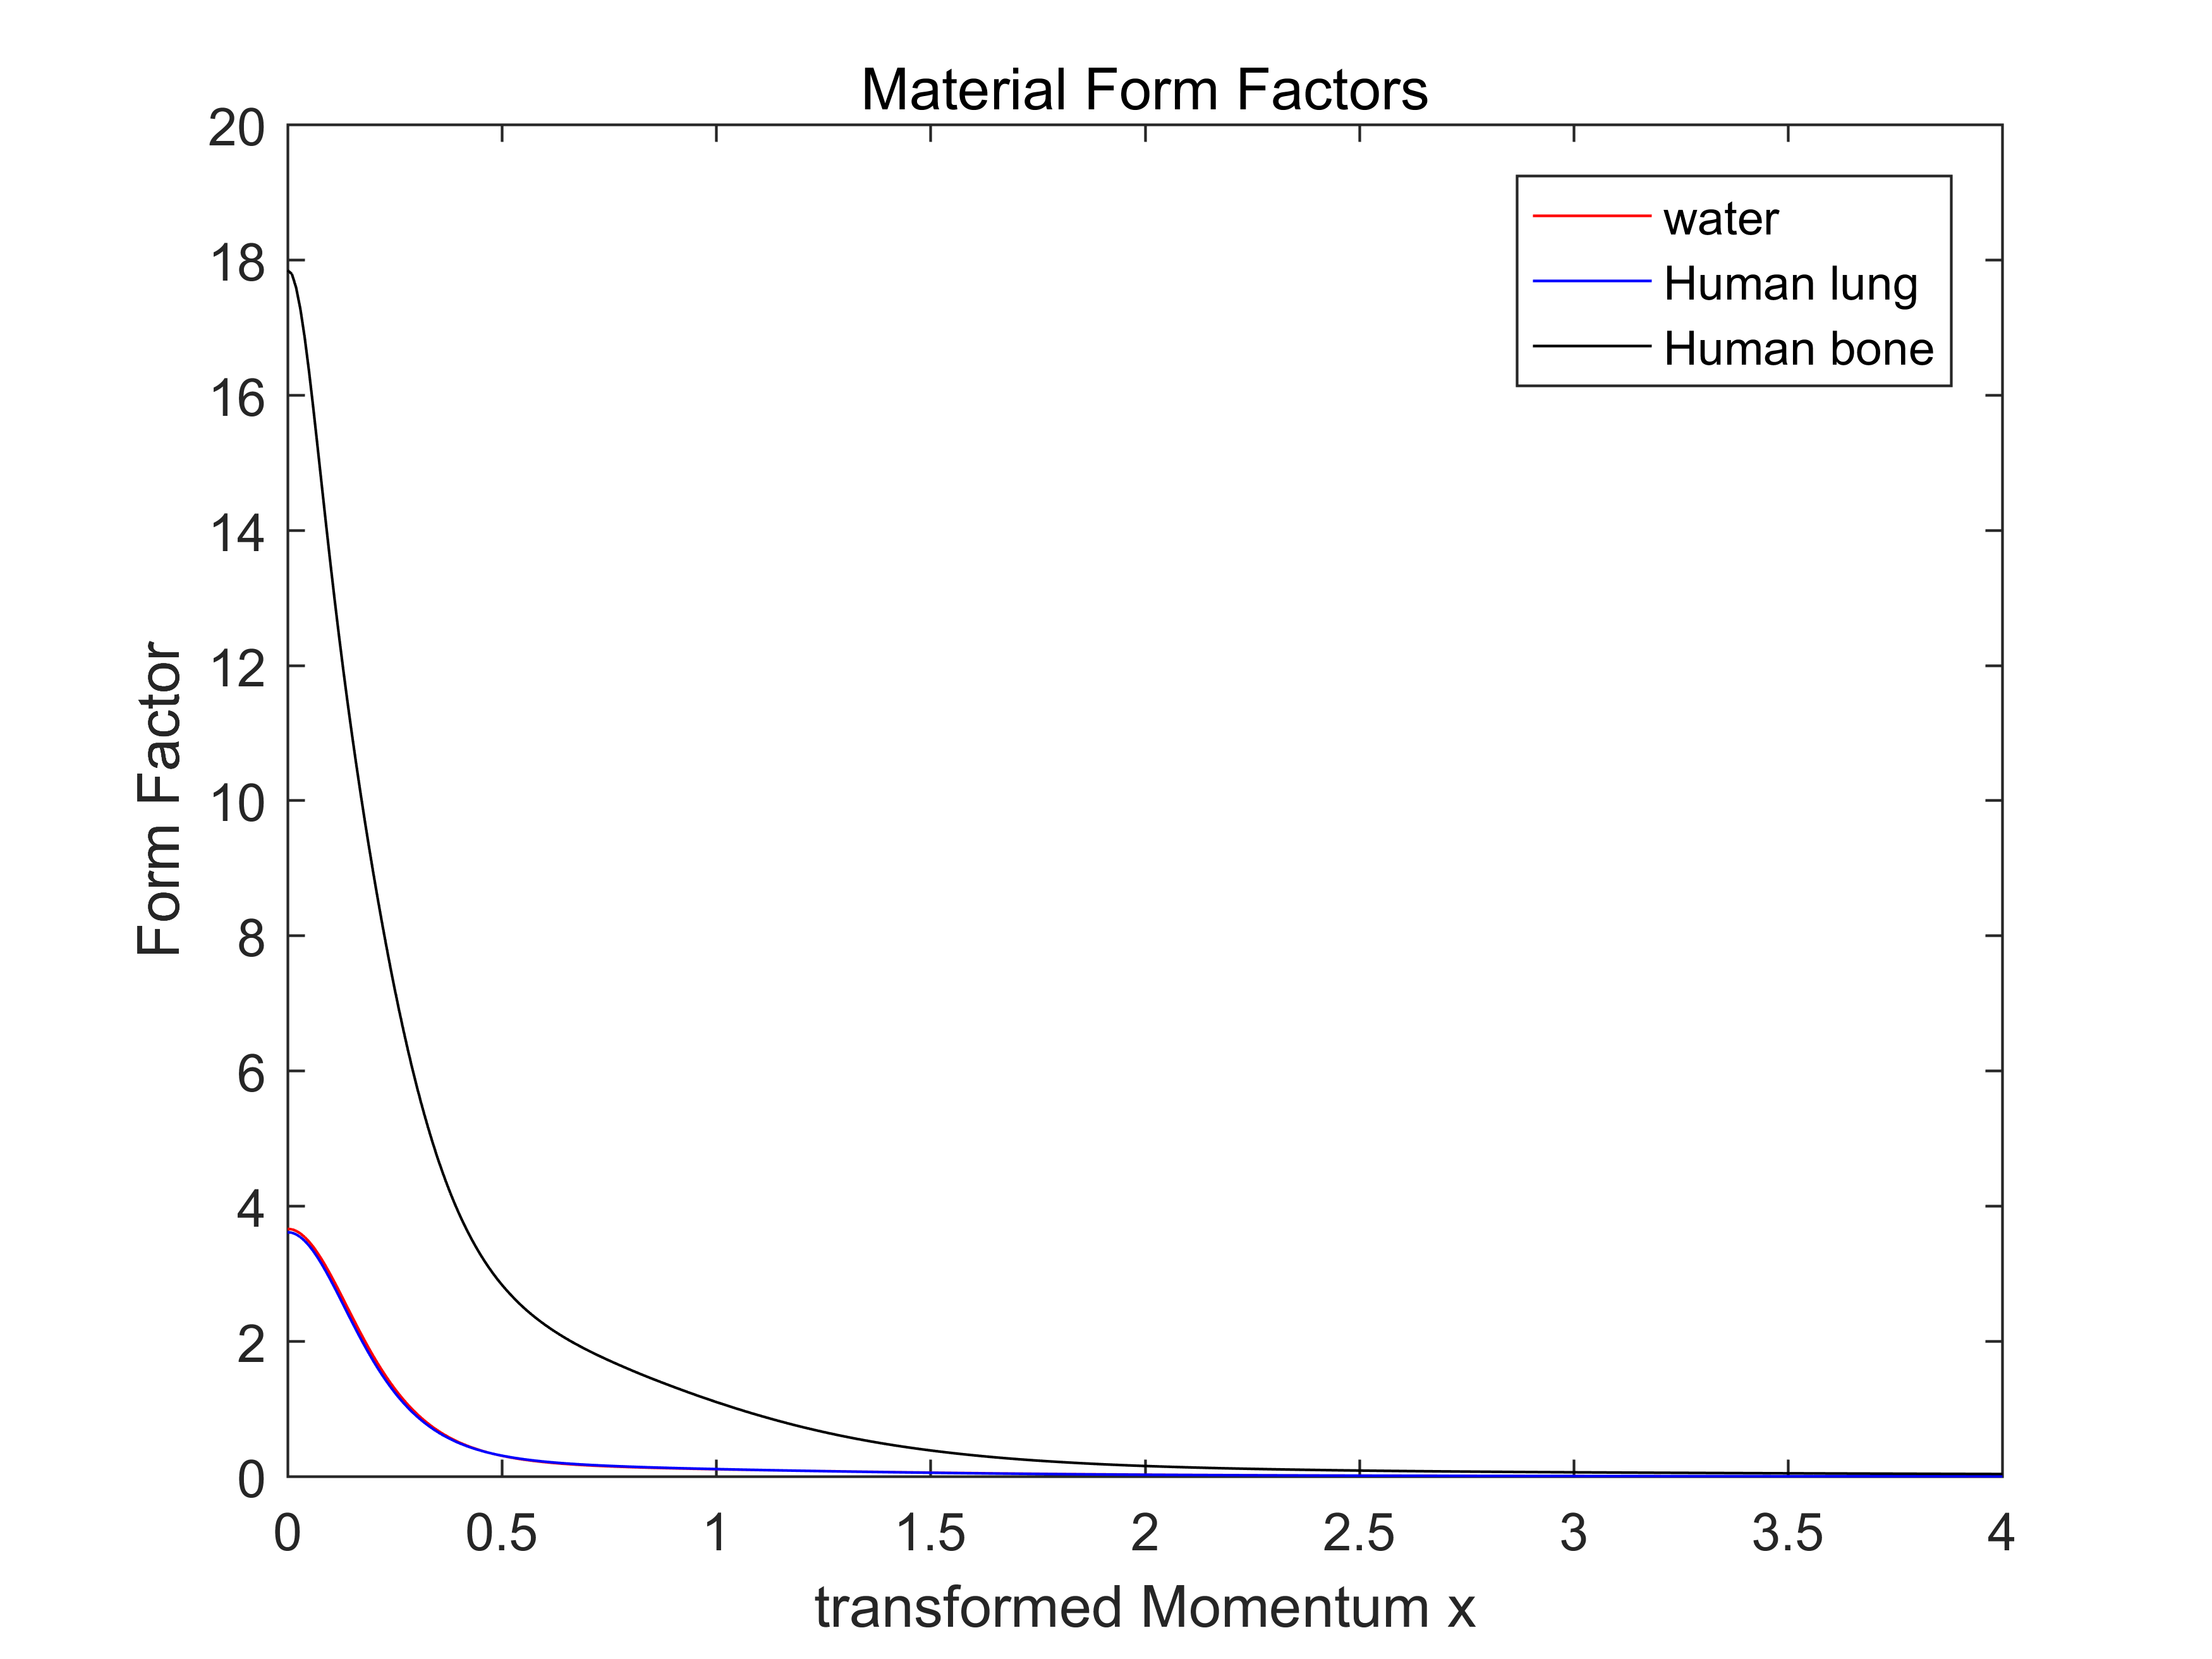 Material Form Factors
20
18
16
14
12
10
8
6
4
2
0
Form Factor
water
Human lung
Human bone
0 0.5 1 1.5 2 2.5 3 3.5 4
transformed Momentum x